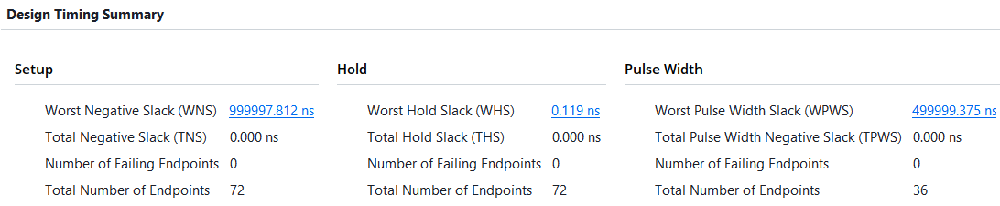 Design Timing Summary
Setup
Worst Negative Slack (WNS) 999997.812 ns
Total Negative Slack (TNS) 0.000 ns
Number of Failing Endpoints 0
Total Number of Endpoints 72
Hold
Worst Hold Slack (WHS) 0.119 ns
Total Hold Slack (THS) 0.000 ns
Number of Failing Endpoints 0
Total Number of Endpoints 72
Pulse Width
Worst Pulse Width Slack (WPWS) 499999.375 ns
Total Pulse Width Negative Slack (TPWS) 0.000 ns
Number of Failing Endpoints 0
Total Number of Endpoints 36